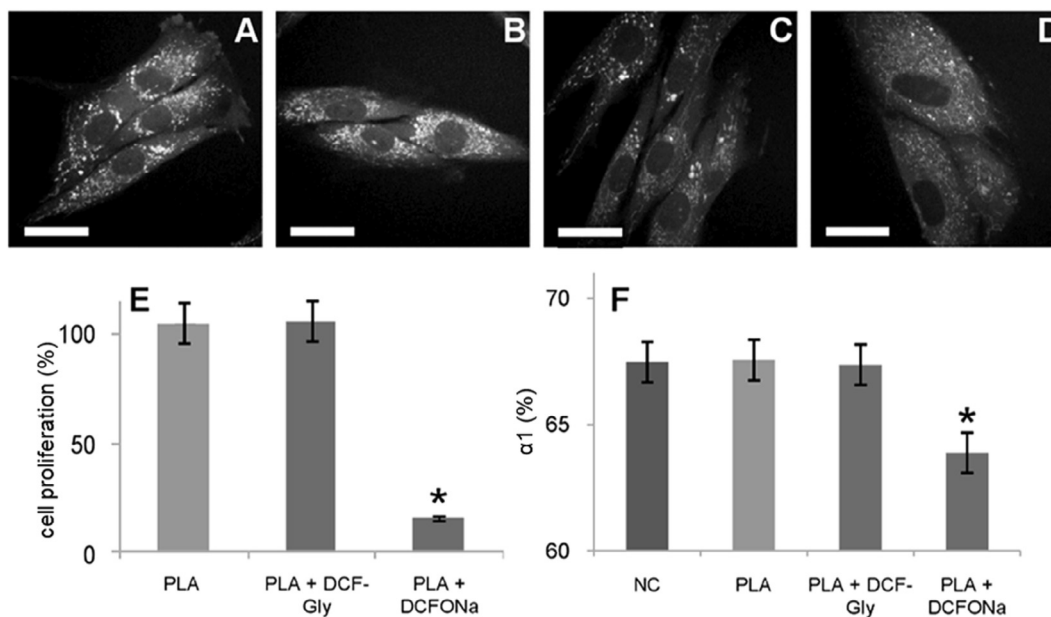 A
B
C
D
E
cell proliferation (%)
100
50
0
*
PLA
PLA + DCF-
Gly
PLA +
DCFONa
F
α1 (%)
70
65
60
*
NC
PLA
PLA + DCF-
Gly
PLA +
DCFONa